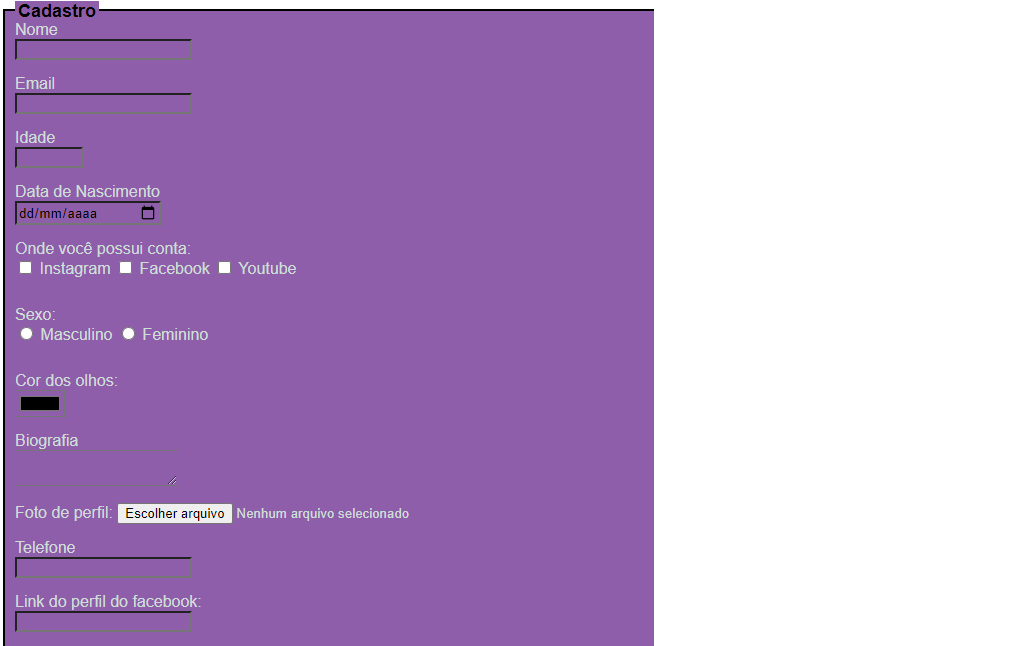 Cadastro
Nome
Email
Idade
Data de Nascimento
dd/mm/aaaa
Onde você possui conta:
Instagram Facebook Youtube
Sexo:
Masculino Feminino
Cor dos olhos:
Biografia
Foto de perfil: Escolher arquivo Nenhum arquivo selecionado
Telefone
Link do perfil do facebook: